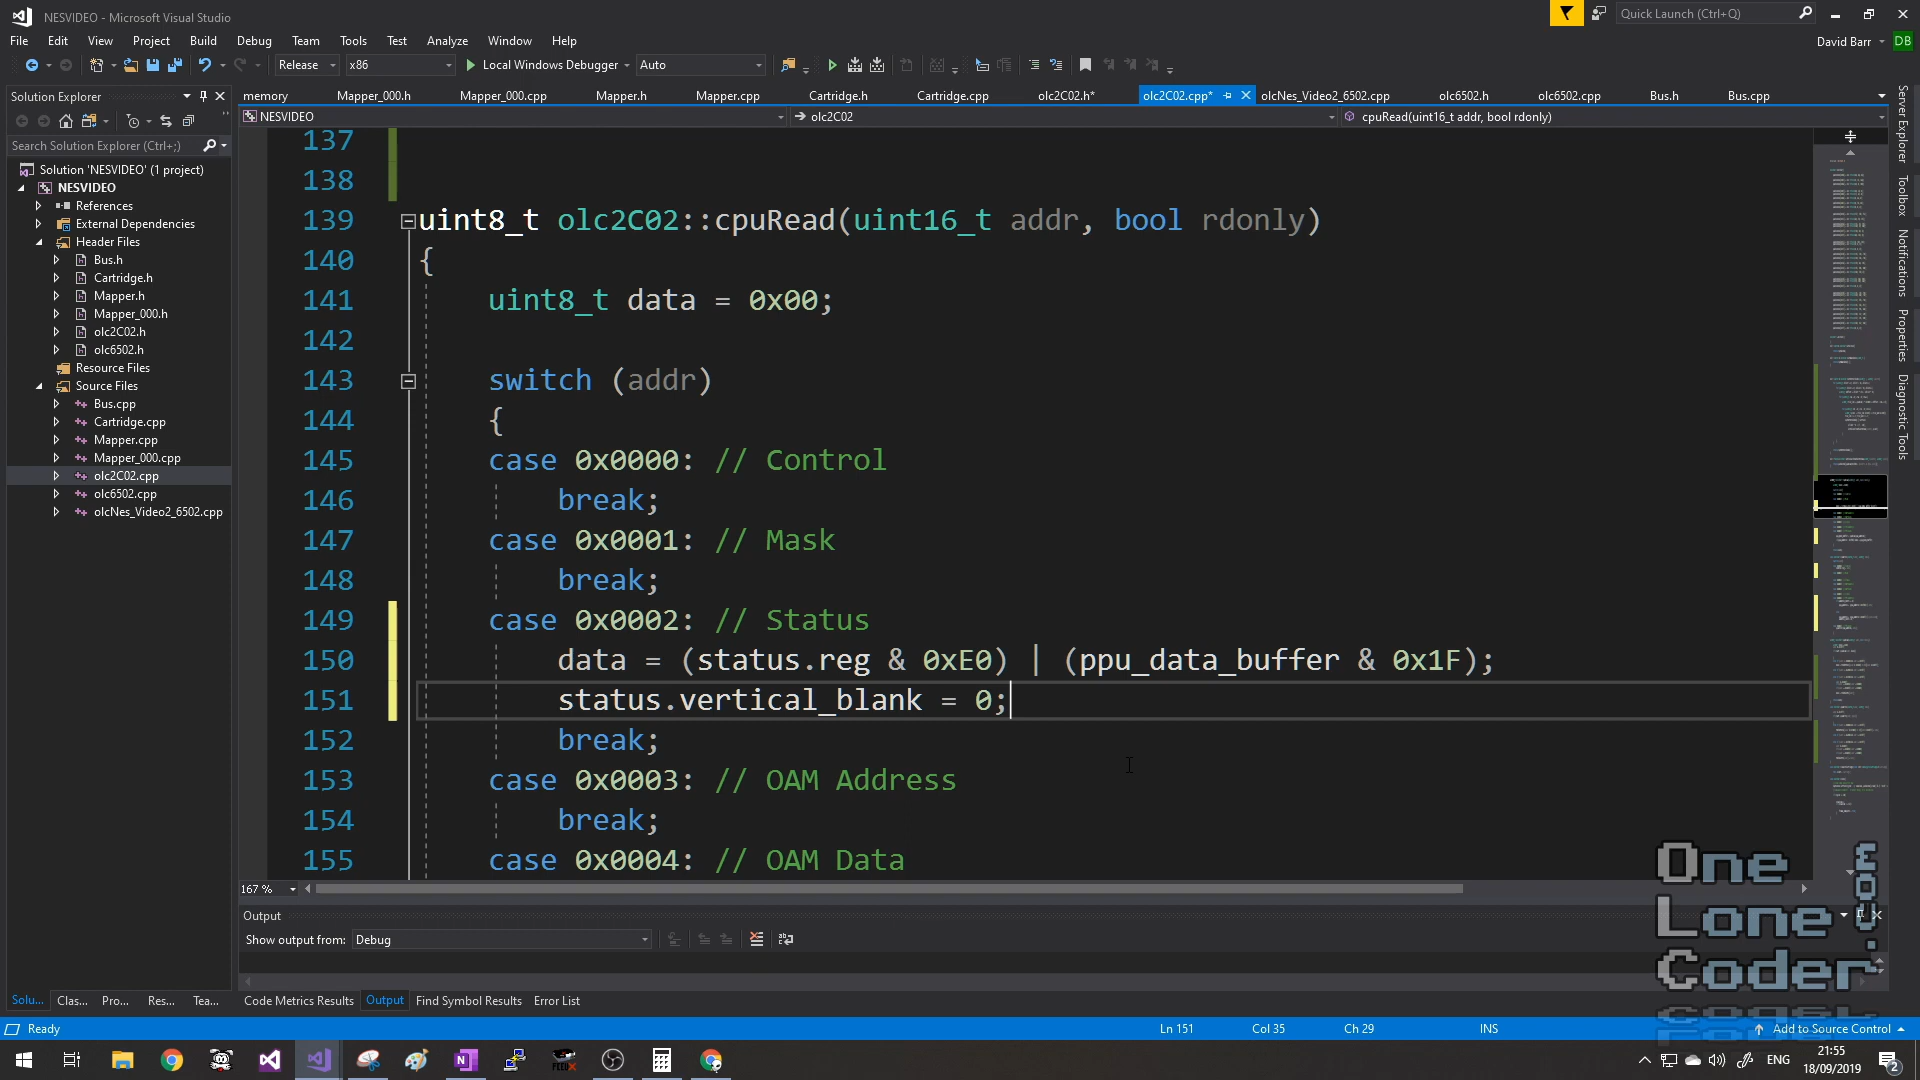 NESVIDEO - Microsoft Visual Studio
Quick Launch (Ctrl+Q)
File Edit View Project Build Debug Team Tools Test Analyze Window Help
David Barr DB
Release x86 Local Windows Debugger Auto
Solution Explorer
memory Mapper_000.h Mapper_000.cpp Mapper.h Mapper.cpp Cartridge.h Cartridge.cpp olc2C02.h* olc2C02.cpp* olcNes_Video2_6502.cpp olc6502.h olc6502.cpp Bus.h Bus.cpp
NESVIDEO olc2C02 cpuRead(uint16_t addr, bool rdonly)
Search Solution Explorer (Ctrl+;)
Solution 'NESVIDEO' (1 project)
NESVIDEO
References
External Dependencies
Header Files
Bus.h
Cartridge.h
Mapper.h
Mapper_000.h
olc2C02.h
olc6502.h
Resource Files
Source Files
Bus.cpp
Cartridge.cpp
Mapper.cpp
Mapper_000.cpp
olc2C02.cpp
olc6502.cpp
olcNes_Video2_6502.cpp
137
138
139 uint8_t olc2C02::cpuRead(uint16_t addr, bool rdonly)
140 {
141 uint8_t data = 0x00;
142
143 switch (addr)
144 {
145 case 0x0000: // Control
146 break;
147 case 0x0001: // Mask
148 break;
149 case 0x0002: // Status
150 data = (status.reg & 0xE0) | (ppu_data_buffer & 0x1F);
151 status.vertical_blank = 0;
152 break;
153 case 0x0003: // OAM Address
154 break;
155 case 0x0004: // OAM Data
Server Explorer
Toolbox
Notifications
Properties
Diagnostic Tools
167 %
Output
Show output from: Debug
One
Lone
Coder
.com
Solu... Clas... Pro... Res... Tea...
Code Metrics Results Output Find Symbol Results Error List
Ready Ln 151 Col 35 Ch 29 INS Add to Source Control
ENG 21:55
18/09/2019
2